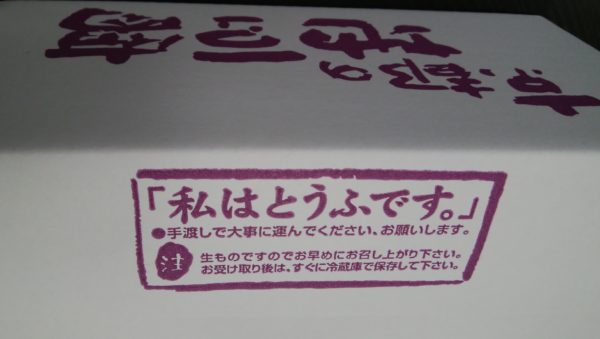 都の
「私はとうふです。」
●手渡しで大事に運んでください、お願いします。
注
生ものですのでお早めにお召し上がり下さい。
お受け取り後は、すぐに冷蔵庫で保存して下さい。